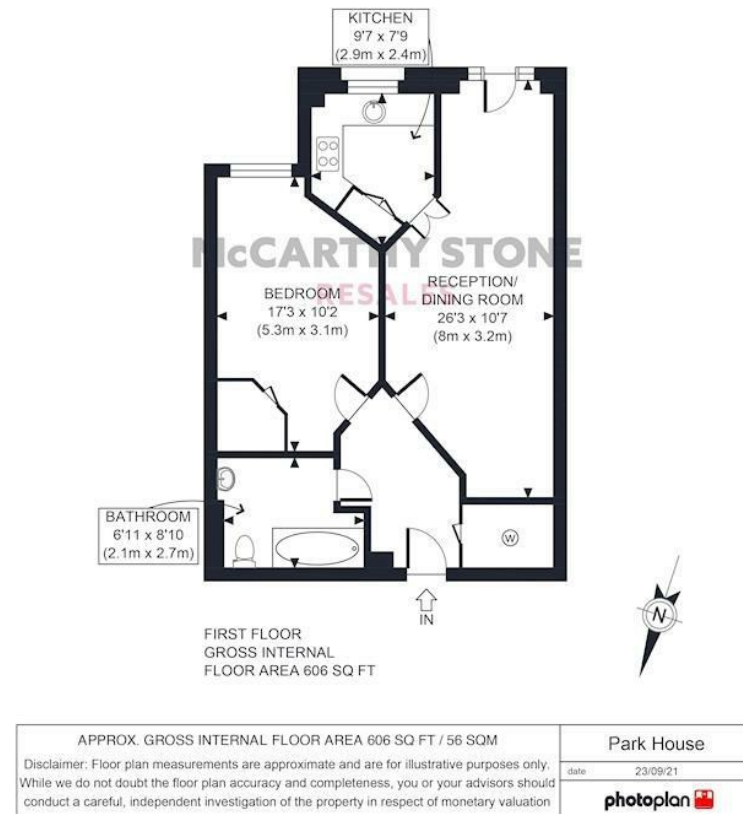 KITCHEN
9'7 x 7'9
(2.9m x 2.4m)
McCARTHY STONE
RESALES
BEDROOM
17'3 x 10'2
(5.3m x 3.1m)
RECEPTION/
DINING ROOM
26'3 x 10'7
(8m x 3.2m)
BATHROOM
6'11 x 8'10
(2.1m x 2.7m)
W
IN
N
FIRST FLOOR
GROSS INTERNAL
FLOOR AREA 606 SQ FT
APPROX. GROSS INTERNAL FLOOR AREA 606 SQ FT / 56 SQM
Disclaimer: Floor plan measurements are approximate and are for illustrative purposes only.
While we do not doubt the floor plan accuracy and completeness, you or your advisors should
conduct a careful, independent investigation of the property in respect of monetary valuation
Park House
date 23/09/21
photoplan